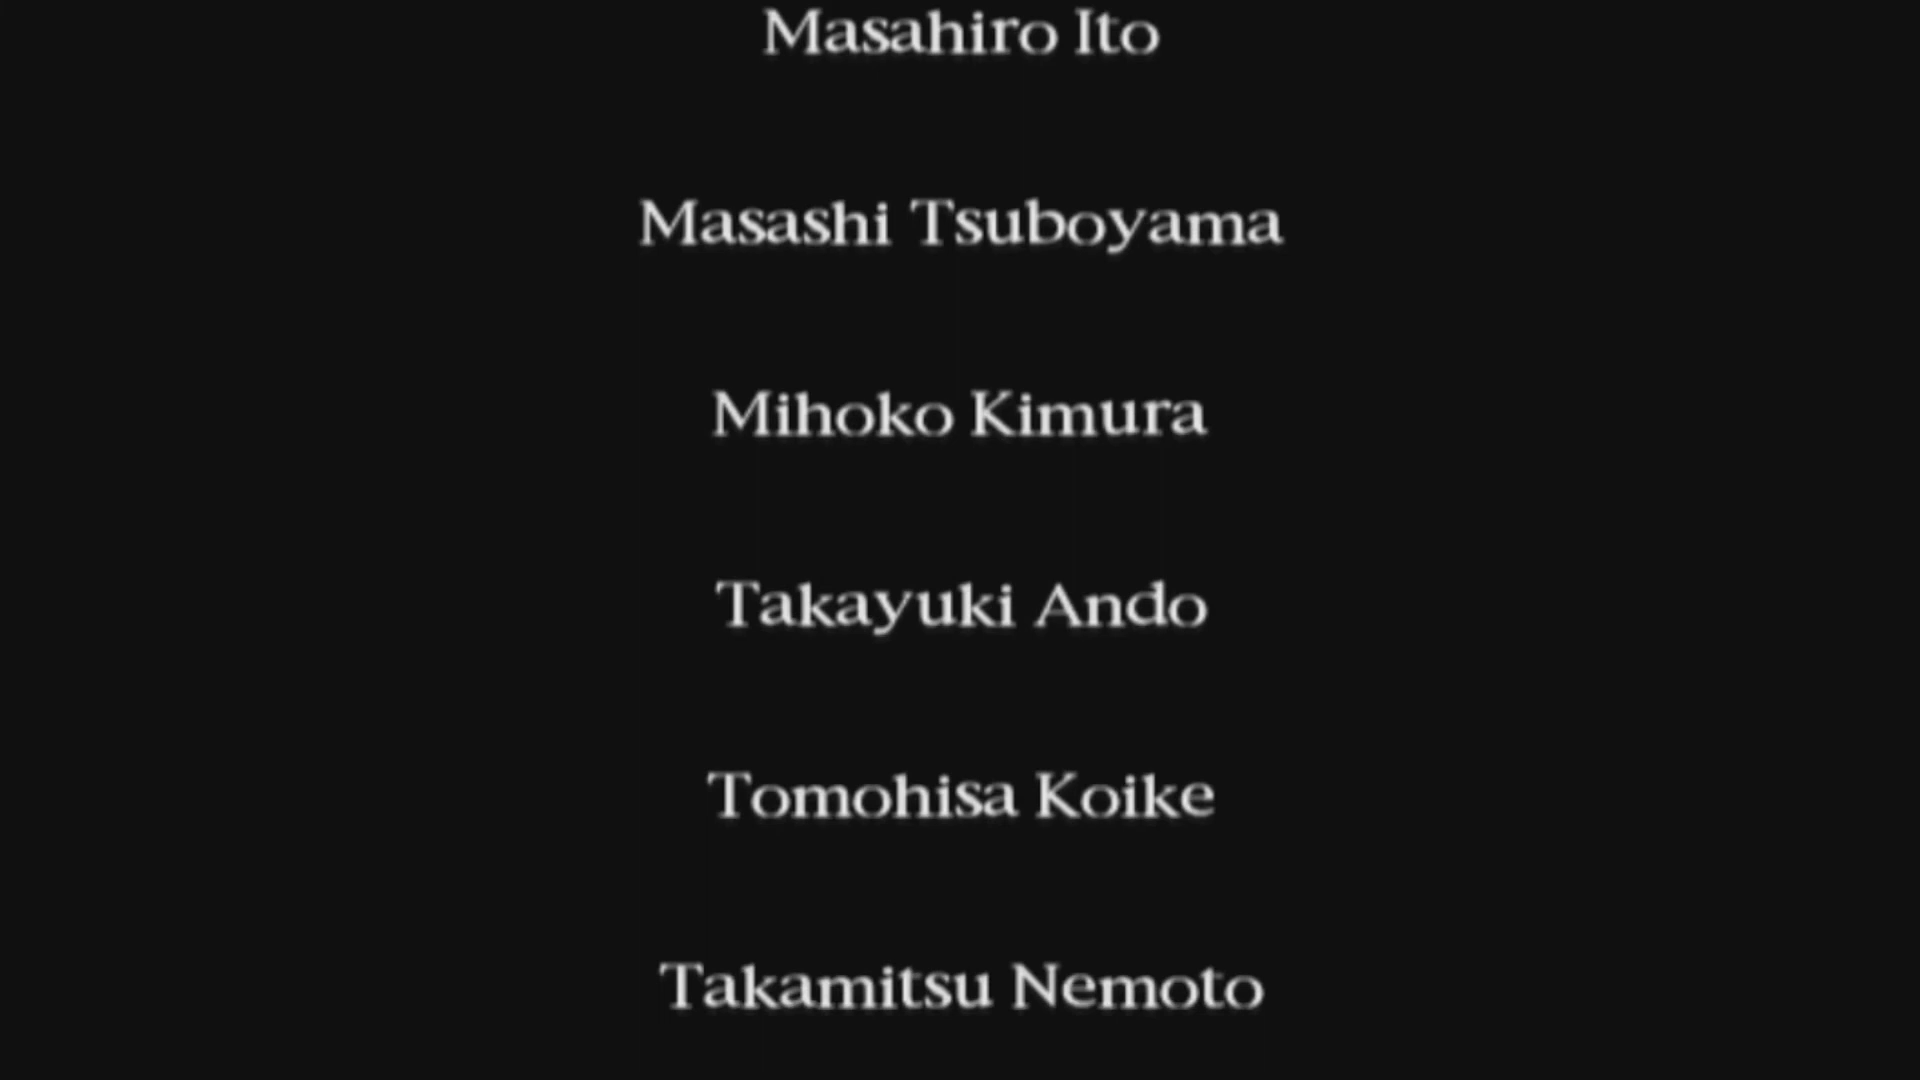 Masahiro Ito
Masashi Tsuboyama
Mihoko Kimura
Takayuki Ando
Tomohisa Koike
Takamitsu Nemoto